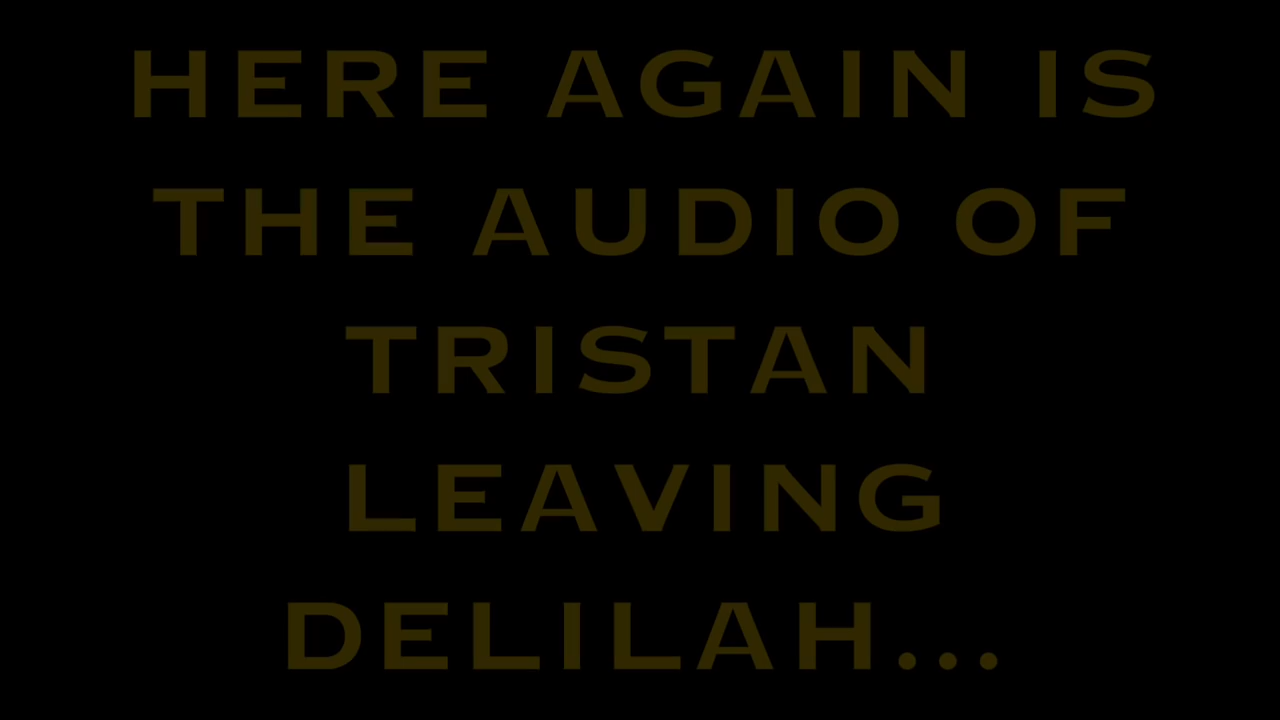 HERE AGAIN IS
THE AUDIO OF
TRISTAN
LEAVING
DELILAH...